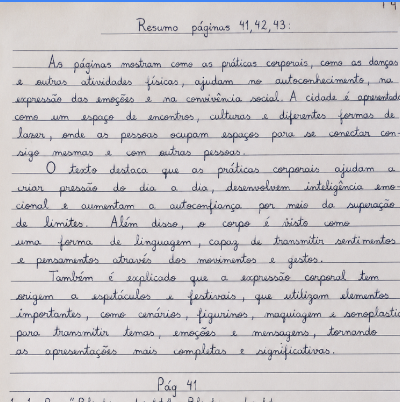 Resumo páginas 41, 42, 43:
As páginas mostram como as práticas corporais, como as danças
e outras atividades físicas, ajudam no autoconhecimento, na
expressão das emoções e na convivência social. A cidade é apresentada
como um espaço de encontros, culturas e diferentes formas de
lazer, onde as pessoas ocupam espaços para se conectar con-
sigo mesmas e com outras pessoas.
O texto destaca que as práticas corporais ajudam a
criar pressão do dia a dia, desenvolvem inteligência emo-
cional e aumentam a autoconfiança por meio da superação
de limites. Além disso, o corpo é visto como
uma forma de linguagem, capaz de transmitir sentimentos
e pensamentos através dos movimentos e gestos.
Também é explicado que a expressão corporal tem
origem a espitáculos e festivais, que utilizam elementos
importantes, como cenários, figurinos, maquiagem e sonoplastia
para transmitir temas, emoções e mensagens, tornando
as apresentações mais completas e significativas.
Pág 41